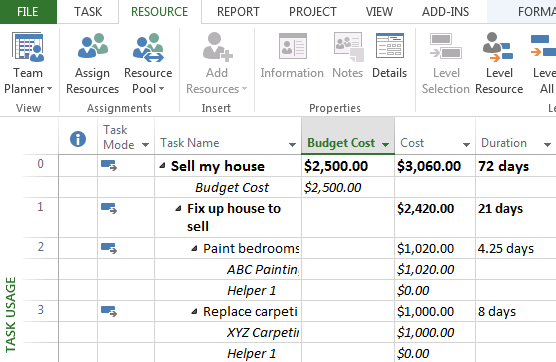 FILE TASK RESOURCE REPORT PROJECT VIEW ADD-INS FORMA
Team Planner Assign Resources Resource Pool Add Resources Information Notes Details Level Selection Level Resource Leve All
View Assignments Insert Properties Le
Task Mode Task Name Budget Cost Cost Duration
0 Sell my house $2,500.00 $3,060.00 72 days
Budget Cost $2,500.00
1 Fix up house to sell $2,420.00 21 days
2 Paint bedrooms $1,020.00 4.25 days
ABC Paintin $1,020.00
Helper 1 $0.00
3 Replace carpeti $1,000.00 8 days
XYZ Carpetin $1,000.00
Helper 1 $0.00
TASK USAGE